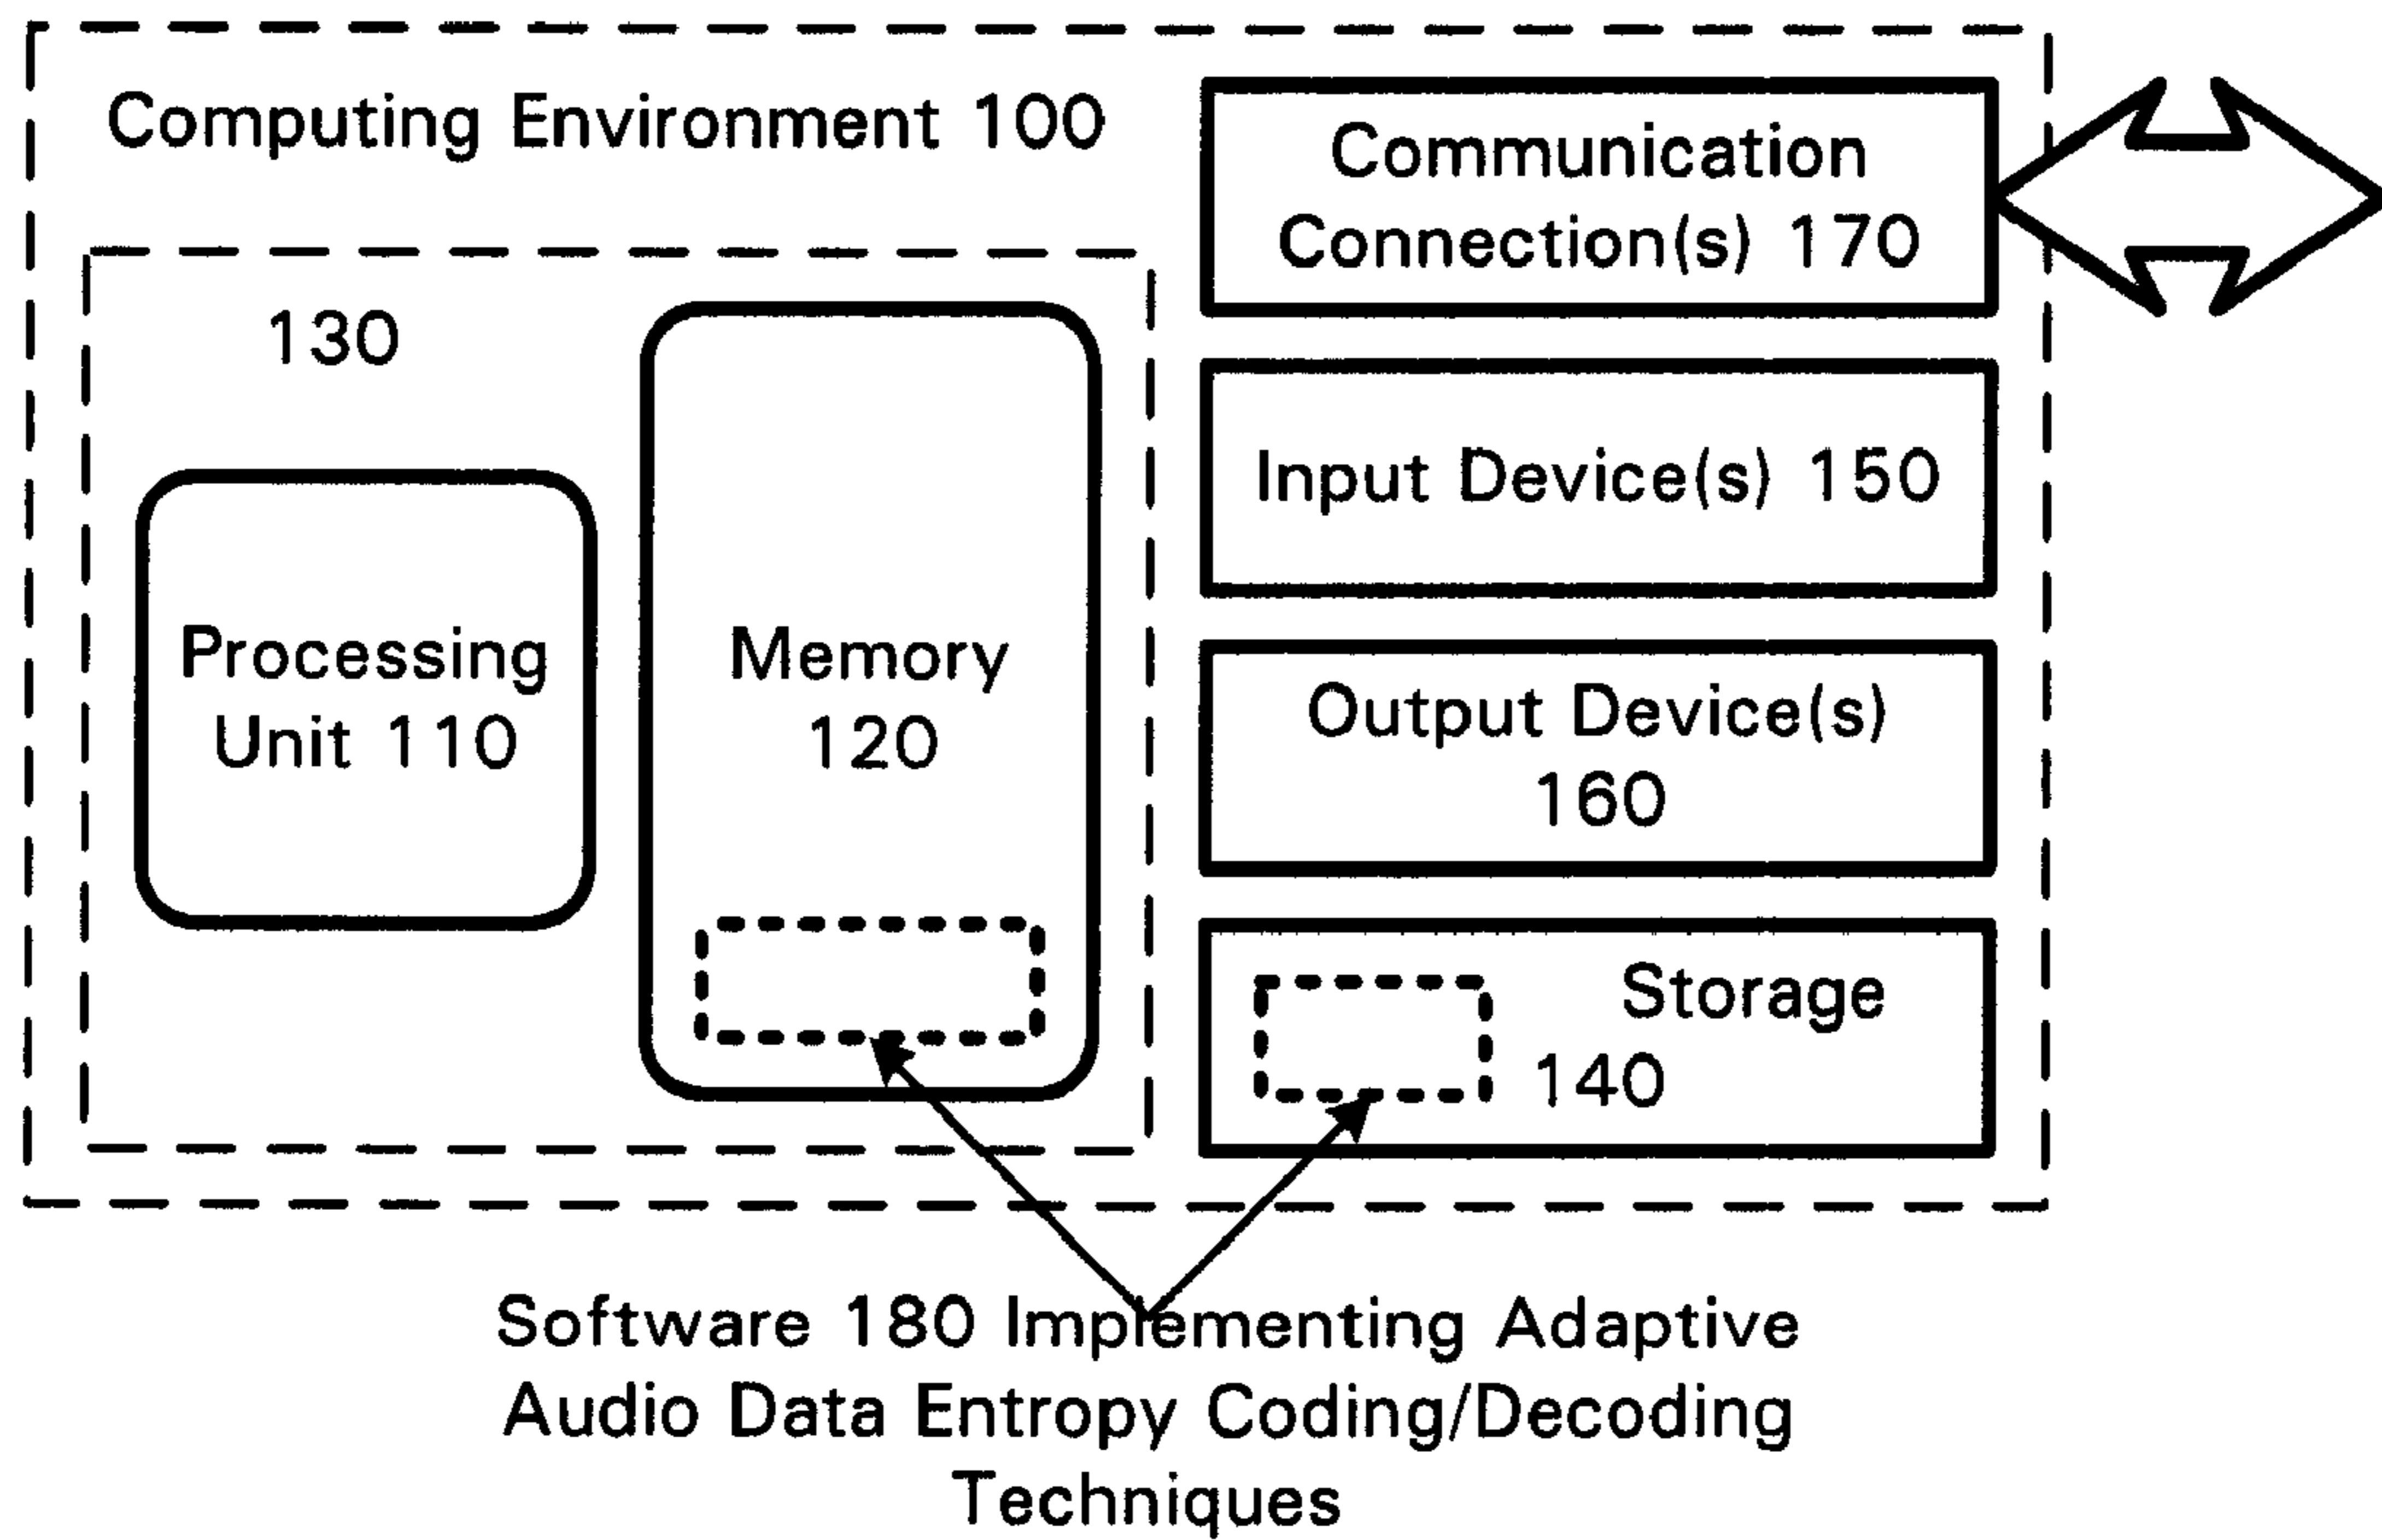 Computing Environment 100
Communication
Connection(s) 170
130
Input Device(s) 150
Processing
Unit 110
Memory
120
Output Device(s)
160
Storage
140
Software 180 Implementing Adaptive
Audio Data Entropy Coding/Decoding
Techniques